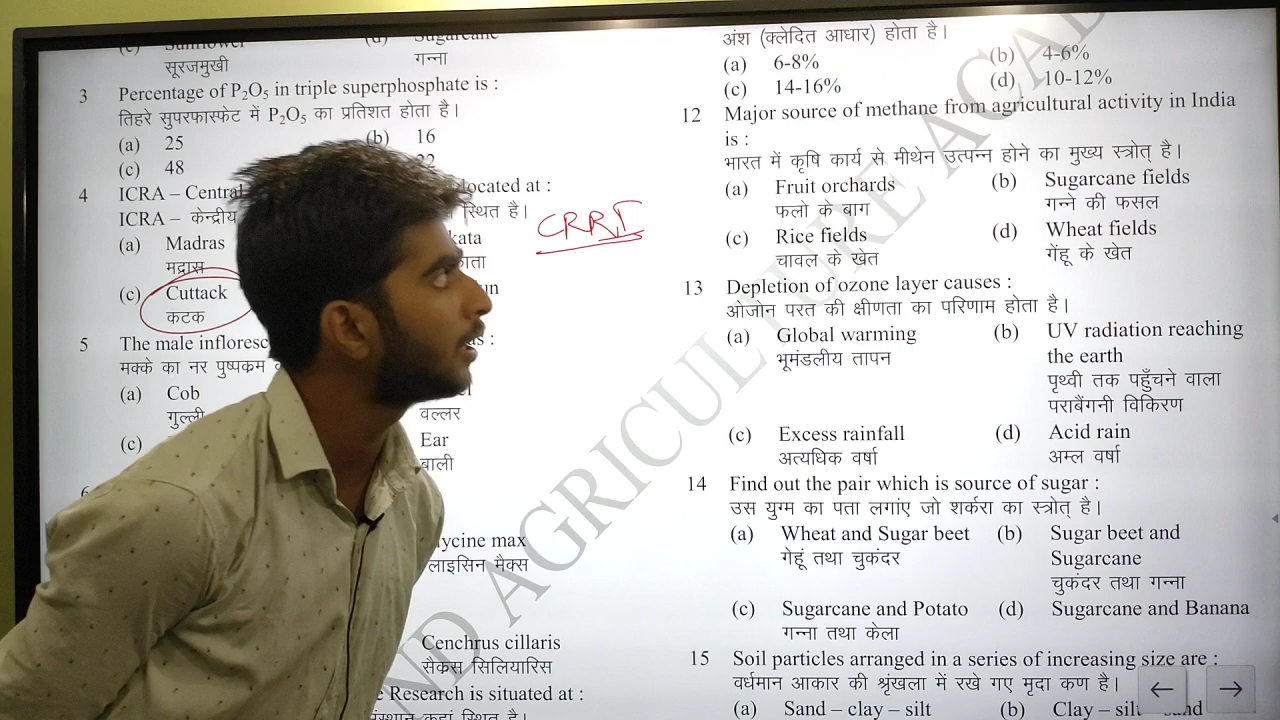 (c) Sunflower (d) Sugarcane
सूरजमुखी गन्ना
3 Percentage of P₂O₅ in triple superphosphate is :
तिहरे सुपरफास्फेट में P₂O₅ का प्रतिशत होता है।
(a) 25 (b) 16
(c) 48 22
4 ICRA – Central located at :
ICRA – केन्द्रीय स्थित है।
CRRI
(a) Madras
मद्रास
(c) Cuttack
कटक
5 The male
मक्के का नर पुष्पक्रम
(a) Cob
गुल्ली वल्लर
(c) Ear
बाली
max
मैक्स
Cenchrus cillaris
सेकस सिलियारिस
Research is situated at :
कहां स्थित है।
अंश (क्लेदित आधार) होता है।
(a) 6-8% (b) 4-6%
(c) 14-16% (d) 10-12%
12 Major source of methane from agricultural activity in India
is :
भारत में कृषि कार्य से मीथेन उत्पन्न होने का मुख्य स्त्रोत् है।
(a) Fruit orchards (b) Sugarcane fields
फलो के बाग गन्ने की फसल
(c) Rice fields (d) Wheat fields
चावल के खेत गेंहू के खेत
13 Depletion of ozone layer causes :
ओजोन परत की क्षीणता का परिणाम होता है।
(a) Global warming (b) UV radiation reaching
भूमंडलीय तापन the earth
पृथ्वी तक पहुँचने वाला
पराबैंगनी विकिरण
(c) Excess rainfall (d) Acid rain
अत्यधिक वर्षा अम्ल वर्षा
14 Find out the pair which is source of sugar :
उस युग्म का पता लगांए जो शर्करा का स्त्रोत् है।
(a) Wheat and Sugar beet (b) Sugar beet and
गेहूं तथा चुकंदर Sugarcane
चुकंदर तथा गन्ना
(c) Sugarcane and Potato (d) Sugarcane and Banana
गन्ना तथा केला
15 Soil particles arranged in a series of increasing size are :
वर्धमान आकार की श्रृंखला में रखे गए मृदा कण है।
(a) Sand – clay – silt (b) Clay – silt
AGRICULTURE